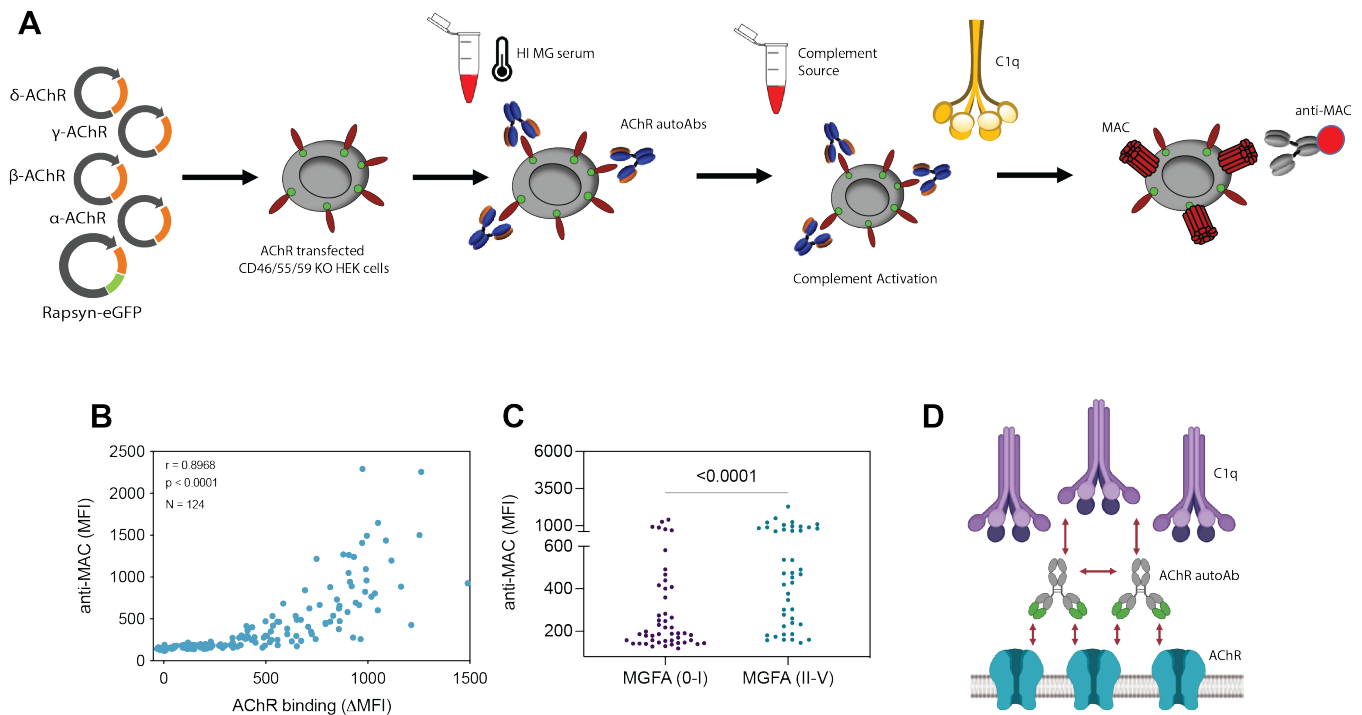 A
HI MG serum
Complement
Source
C1q
δ-AChR
γ-AChR
β-AChR
α-AChR
Rapsyn-eGFP
AChR transfected
CD46/55/59 KO HEK cells
AChR autoAbs
Complement Activation
MAC
anti-MAC
B
2500
2000
1500
1000
500
0
anti-MAC (MFI)
r = 0.8968
p < 0.0001
N = 124
0
500
1000
1500
AChR binding (ΔMFI)
C
6000
3500
1000
600
400
200
anti-MAC (MFI)
<0.0001
MGFA (0-I)
MGFA (II-V)
D
C1q
AChR autoAb
AChR